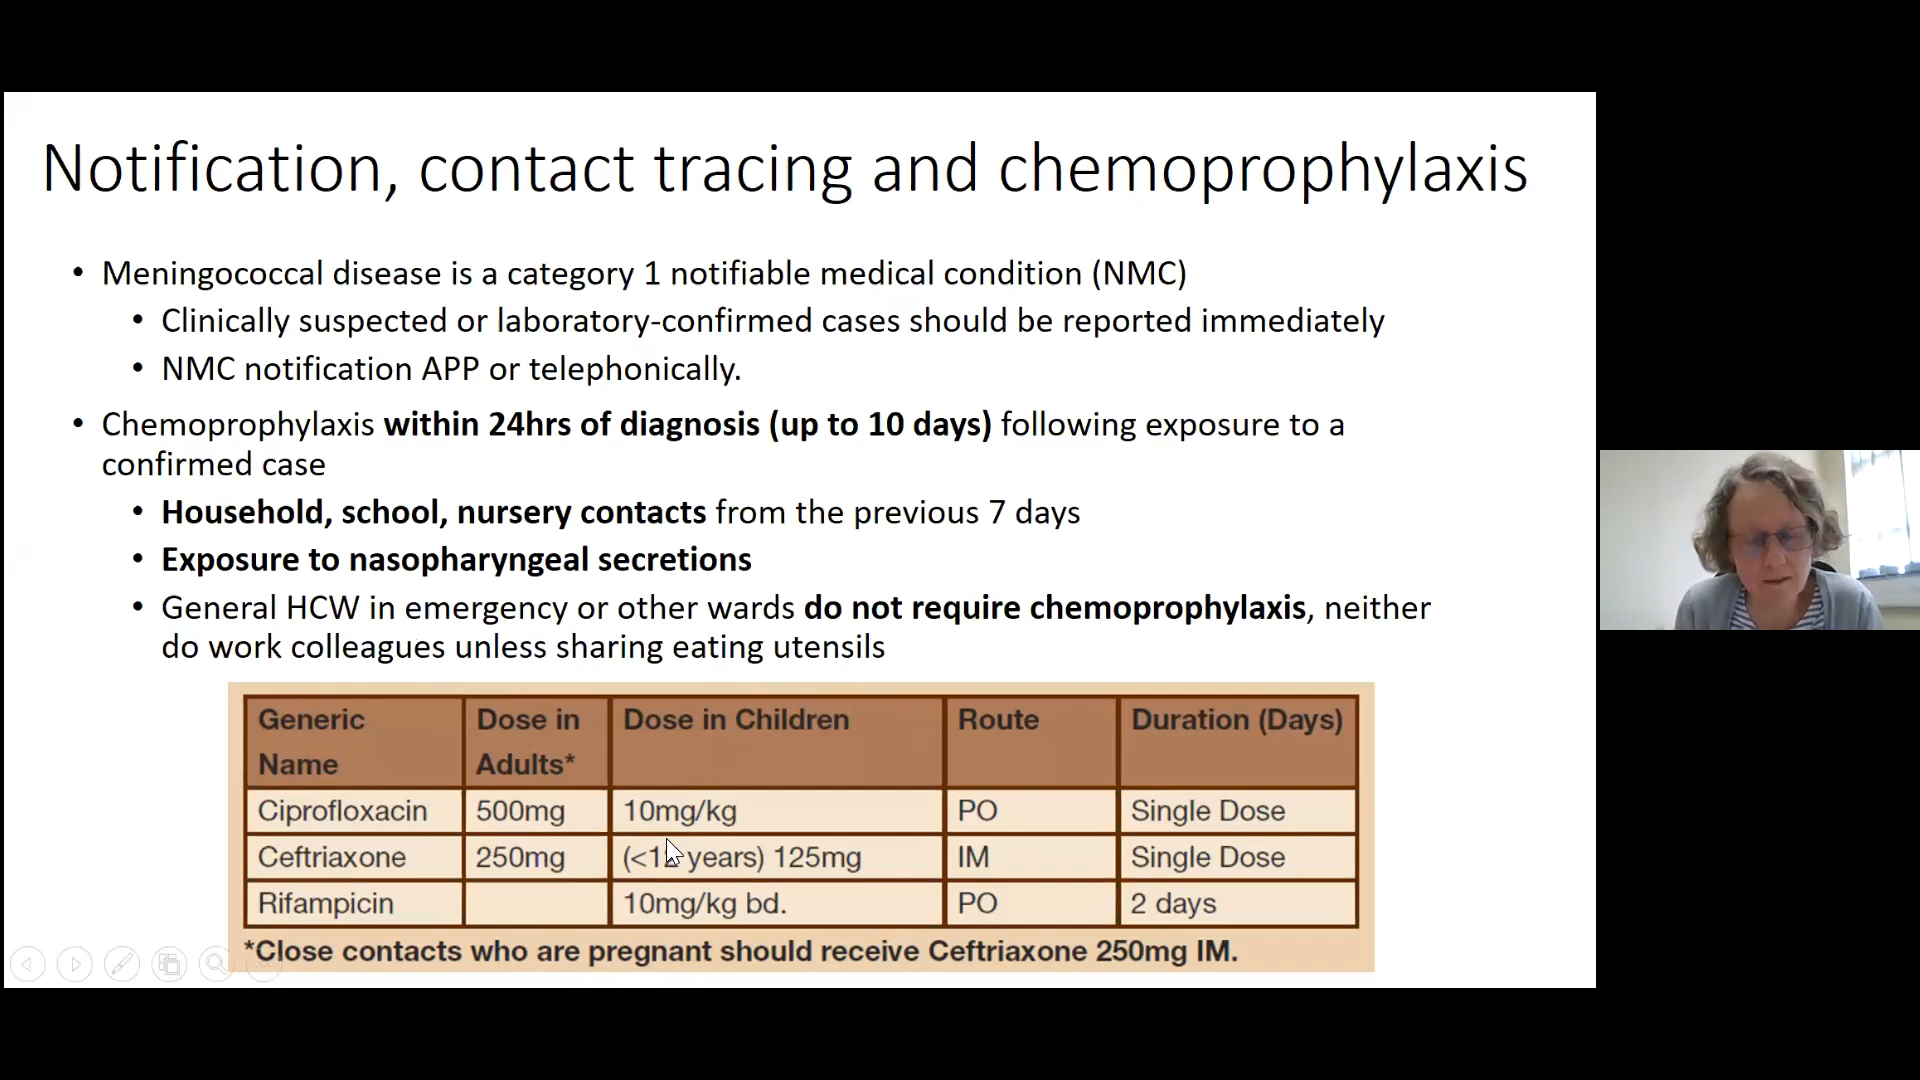 Notification, contact tracing and chemoprophylaxis
• Meningococcal disease is a category 1 notifiable medical condition (NMC)
• Clinically suspected or laboratory-confirmed cases should be reported immediately
• NMC notification APP or telephonically.
• Chemoprophylaxis within 24hrs of diagnosis (up to 10 days) following exposure to a
confirmed case
• Household, school, nursery contacts from the previous 7 days
• Exposure to nasopharyngeal secretions
• General HCW in emergency or other wards do not require chemoprophylaxis, neither
do work colleagues unless sharing eating utensils
Generic Name Dose in Adults* Dose in Children Route Duration (Days)
Ciprofloxacin 500mg 10mg/kg PO Single Dose
Ceftriaxone 250mg (<12 years) 125mg IM Single Dose
Rifampicin 10mg/kg bd. PO 2 days
*Close contacts who are pregnant should receive Ceftriaxone 250mg IM.